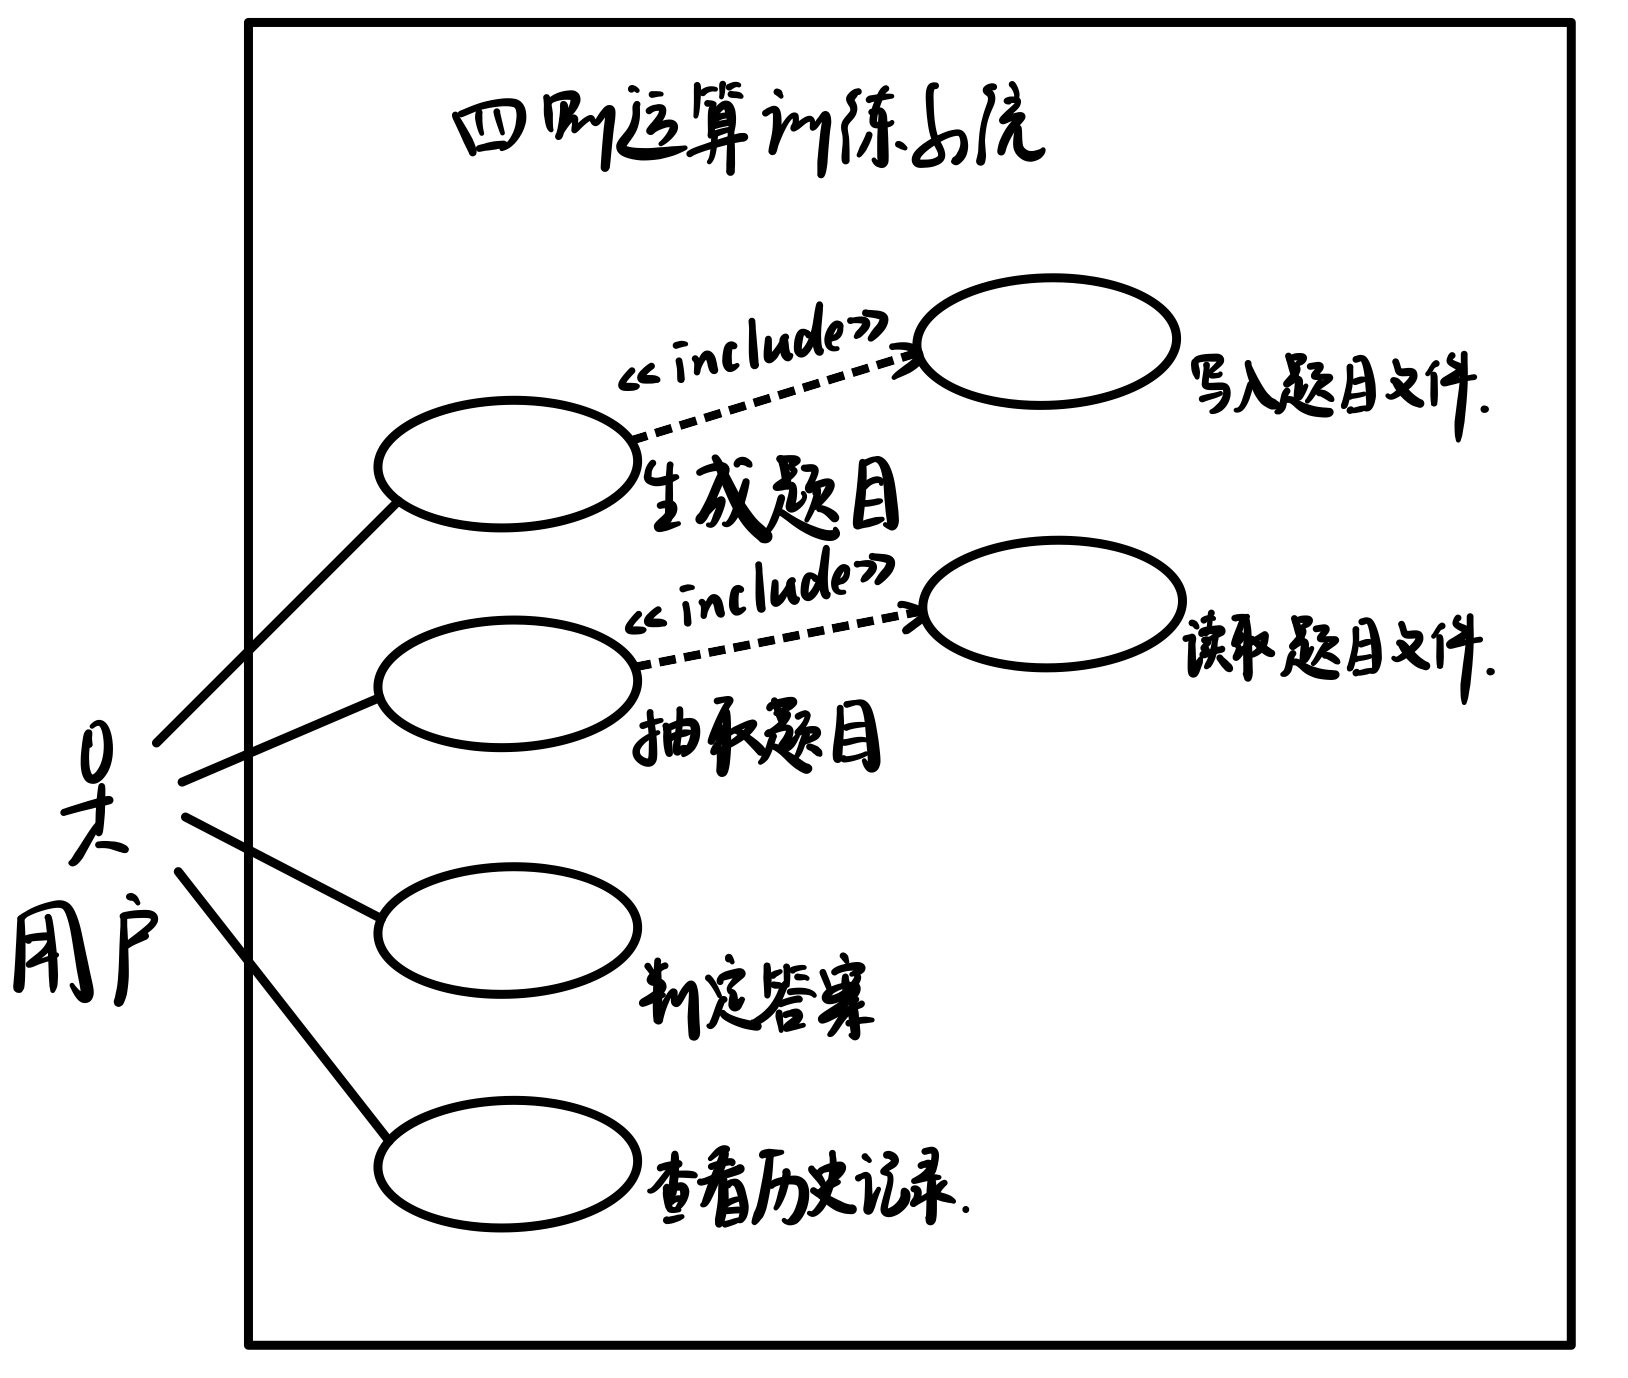 四则运算训练系统
<<include>>
写入题目文件.
生成题目
<<include>>
读取题目文件.
抽取题目
用户
判定答案
查看历史记录.